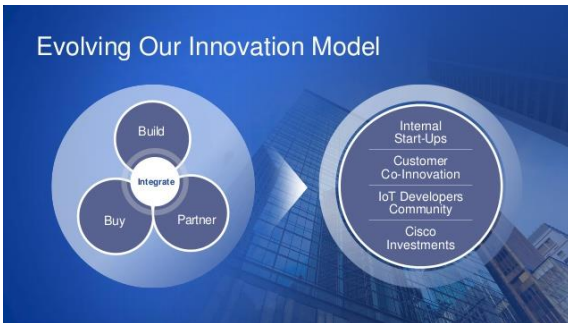 Evolving Our Innovation Model
Build
Integrate
Buy
Partner
Internal
Start-Ups
Customer
Co-Innovation
IoT Developers
Community
Cisco
Investments